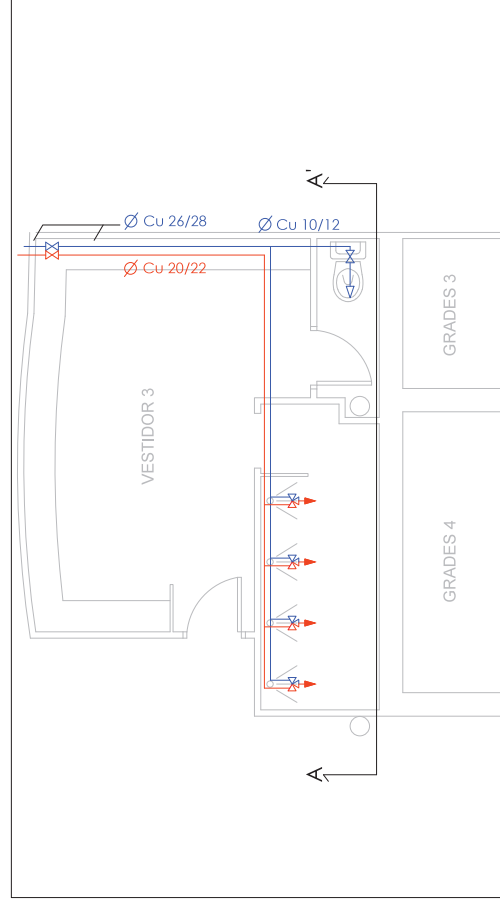 A'
Ø Cu 26/28
Ø Cu 10/12
Ø Cu 20/22
GRADES 3
VESTIDOR 3
GRADES 4
A